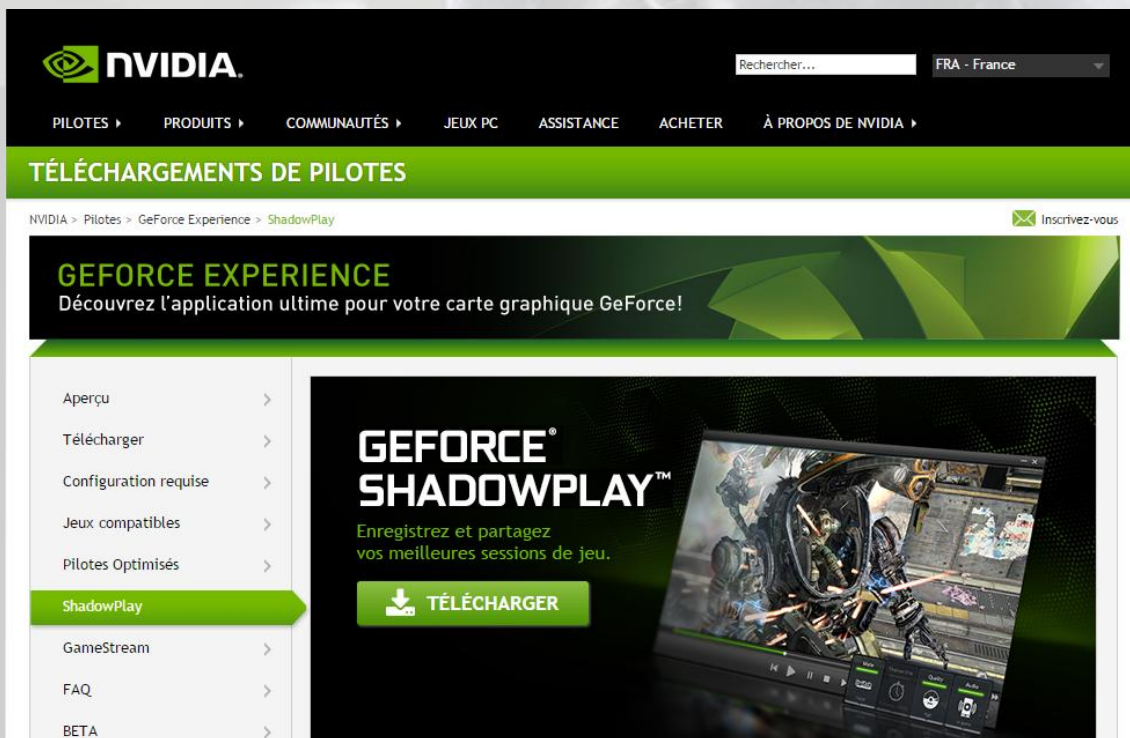 NVIDIA.
Rechercher...
FRA - France
PILOTES
PRODUITS
COMMUNAUTÉS
JEUX PC
ASSISTANCE
ACHETER
À PROPOS DE NVIDIA
TÉLÉCHARGEMENTS DE PILOTES
NVIDIA > Pilotes > GeForce Experience > ShadowPlay
Inscrivez-vous
GEFORCE EXPERIENCE
Découvrez l'application ultime pour votre carte graphique GeForce!
Aperçu
Télécharger
Configuration requise
Jeux compatibles
Pilotes Optimisés
ShadowPlay
GameStream
FAQ
BETA
GEFORCE®
SHADOWPLAY™
Enregistrez et partagez
vos meilleures sessions de jeu.
TÉLÉCHARGER
Mode
Quality
Audio